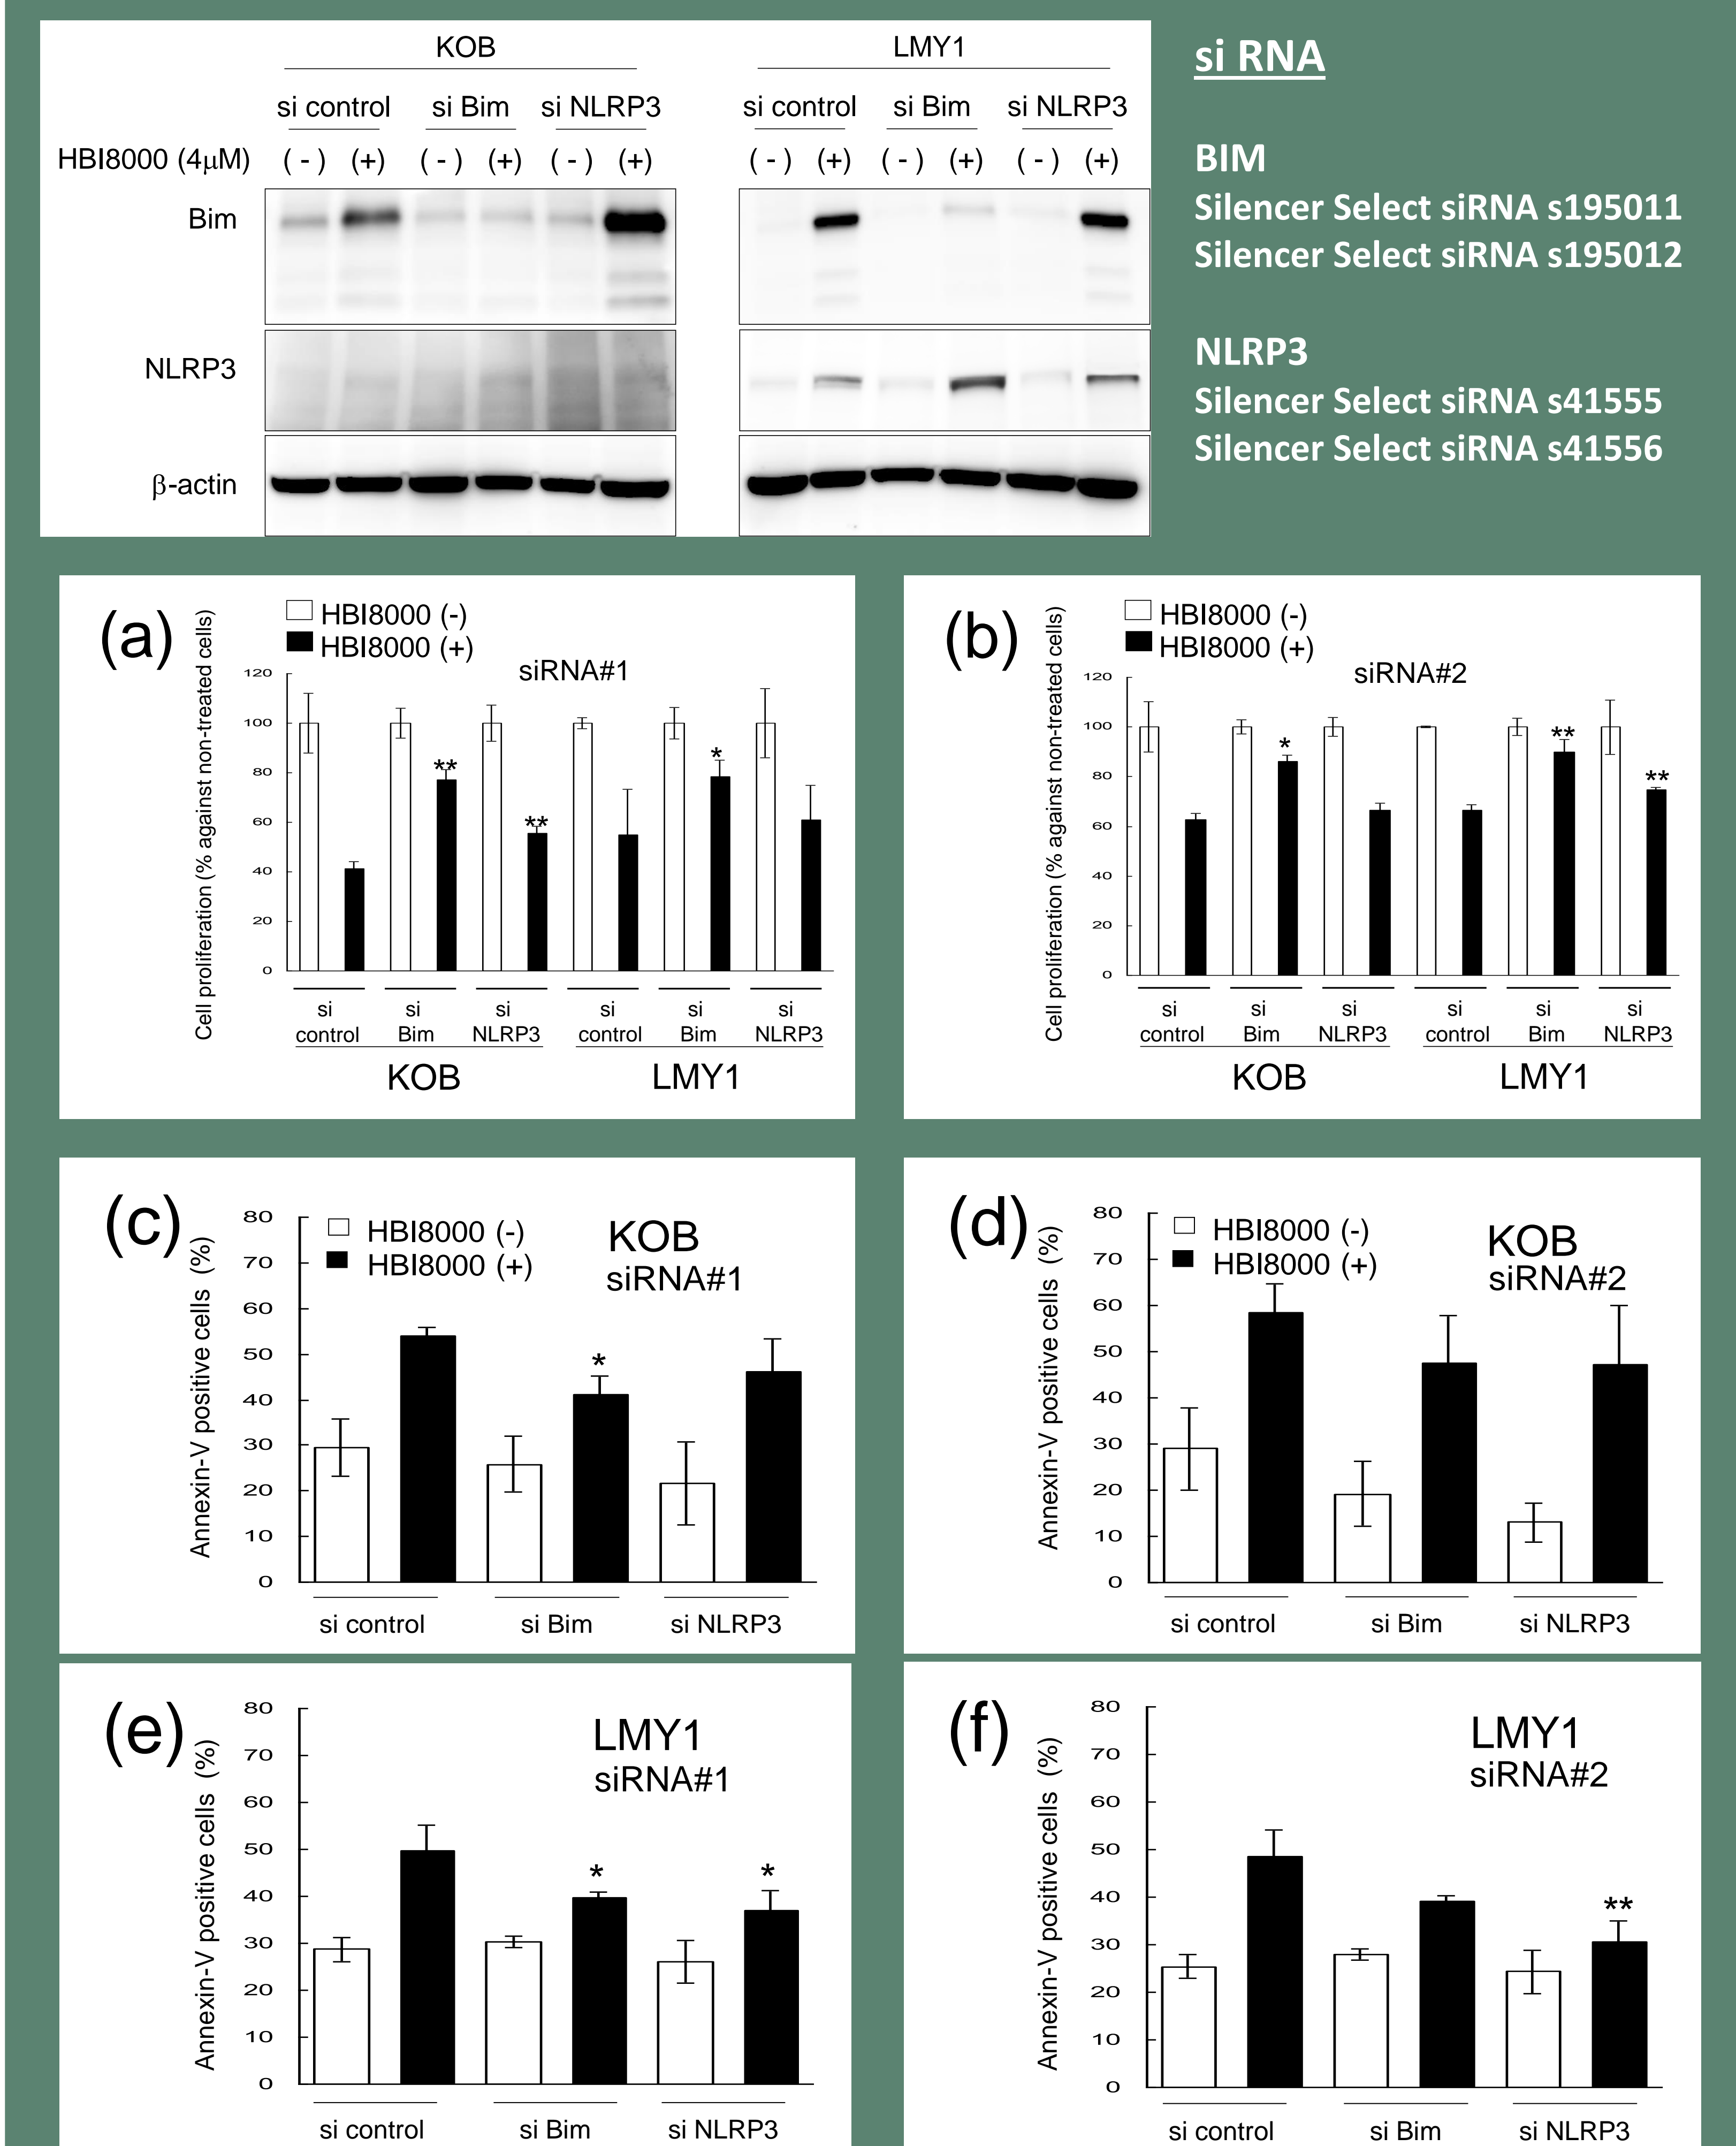 KOB
LMY1
si control si Bim si NLRP3
si control si Bim si NLRP3
HBI8000 (4μM) ( - ) (+) ( - ) (+) ( - ) (+)
( - ) (+) ( - ) (+) ( - ) (+)
Bim
NLRP3
β-actin
si RNA
BIM
Silencer Select siRNA s195011
Silencer Select siRNA s195012
NLRP3
Silencer Select siRNA s41555
Silencer Select siRNA s41556
(a)
HBI8000 (-)
HBI8000 (+)
siRNA#1
Cell proliferation (% against non-treated cells)
120
100
80
60
40
20
0
** ** *
si control
si Bim
si NLRP3
si control
si Bim
si NLRP3
KOB LMY1
(b)
HBI8000 (-)
HBI8000 (+)
siRNA#2
Cell proliferation (% against non-treated cells)
120
100
80
60
40
20
0
* ** **
si control
si Bim
si NLRP3
si control
si Bim
si NLRP3
KOB LMY1
(c)
HBI8000 (-)
HBI8000 (+)
KOB
siRNA#1
Annexin-V positive cells (%)
80
70
60
50
40
30
20
10
0
*
si control si Bim si NLRP3
(d)
HBI8000 (-)
HBI8000 (+)
KOB
siRNA#2
Annexin-V positive cells (%)
80
70
60
50
40
30
20
10
0
si control si Bim si NLRP3
(e)
LMY1
siRNA#1
Annexin-V positive cells (%)
80
70
60
50
40
30
20
10
0
* *
si control si Bim si NLRP3
(f)
LMY1
siRNA#2
Annexin-V positive cells (%)
80
70
60
50
40
30
20
10
0
**
si control si Bim si NLRP3